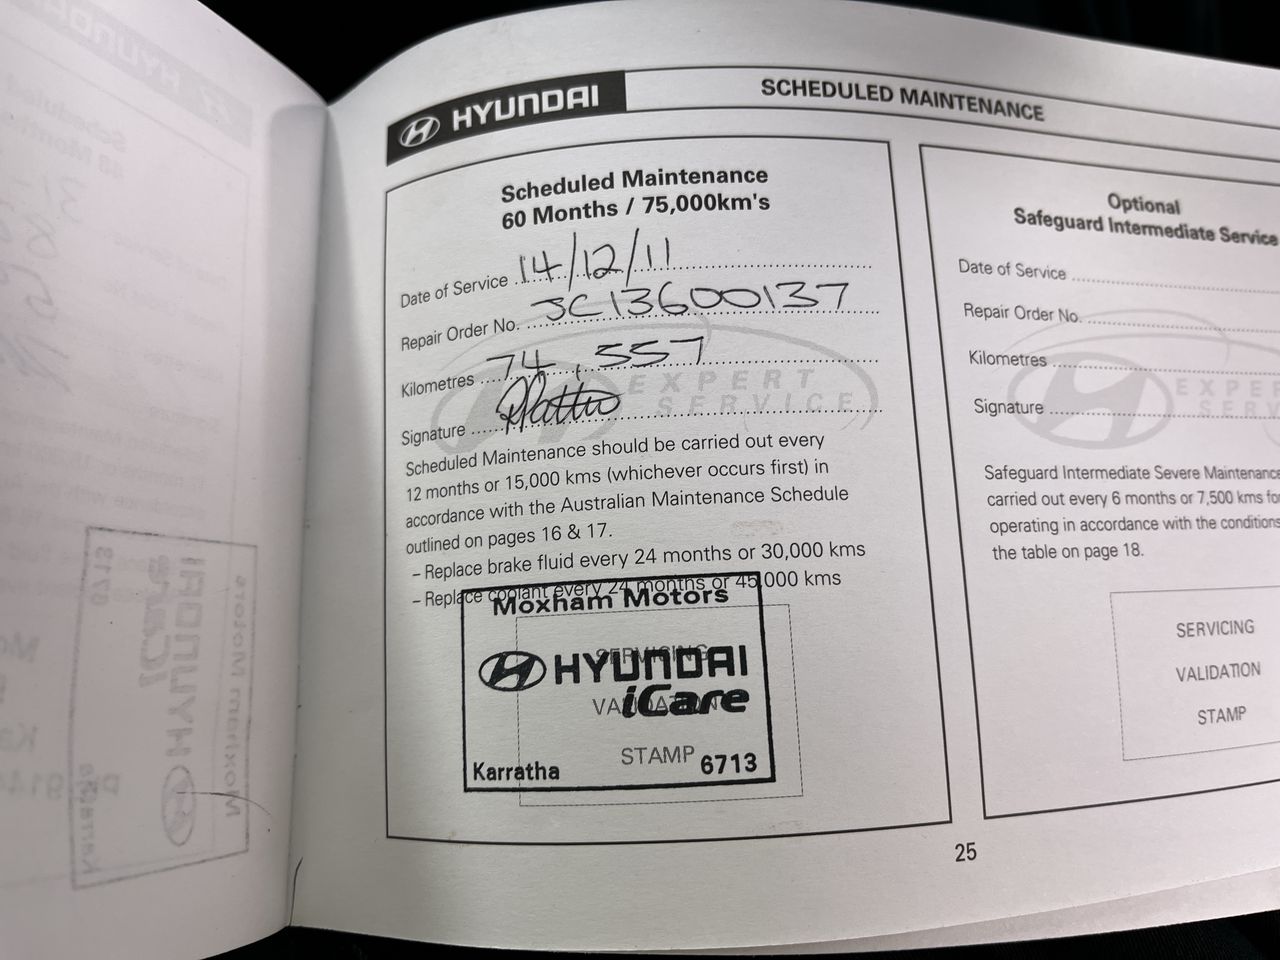 HYUNDAI
SCHEDULED MAINTENANCE
Scheduled Maintenance
60 Months / 75,000km's
Date of Service 14/12/11
Repair Order No. JC13600137
Kilometres 74,557
Signature
EXPERT
SERVICE
Scheduled Maintenance should be carried out every
12 months or 15,000 kms (whichever occurs first) in
accordance with the Australian Maintenance Schedule
outlined on pages 16 & 17.
– Replace brake fluid every 24 months or 30,000 kms
– Replace coolant every 24 months or 45,000 kms
Moxham Motors
SERVICING
HYUNDAI
VALIDATION
iCare
STAMP
Karratha 6713
Optional
Safeguard Intermediate Service
Date of Service
Repair Order No.
Kilometres
Signature
Safeguard Intermediate Severe Maintenance
carried out every 6 months or 7,500 kms
operating in accordance with the conditions
the table on page 18.
SERVICING
VALIDATION
STAMP
25